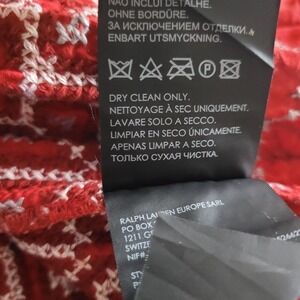 NÃO INCLUI DETALHE.
OHNE BORDÜRE.
ЗА ИСКЛЮЧЕНИЕМ ОТДЕЛКИ.
ENBART UTSMYCKNING.
P
DRY CLEAN ONLY.
NETTOYAGE À SEC UNIQUEMENT.
LAVARE SOLO A SECCO.
LIMPIAR EN SECO ÚNICAMENTE.
APENAS LIMPAR A SECO.
ТОЛЬКО СУХАЯ ЧИСТКА.
RALPH LAUREN EUROPE SARL
PO BOX
1211 G
SWITZE
NIF#